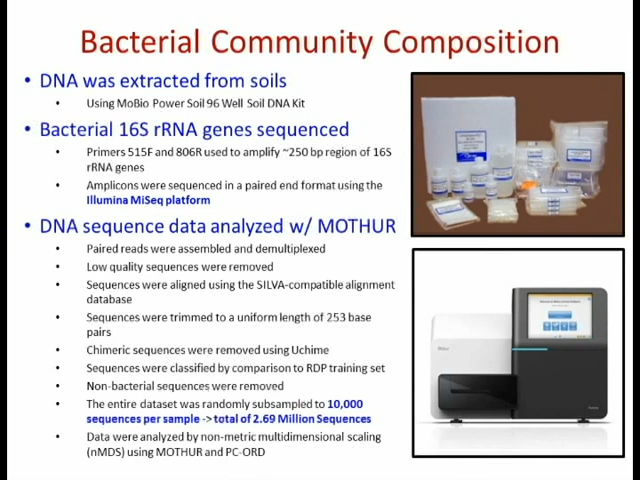 Bacterial Community Composition
• DNA was extracted from soils
• Using MoBio Power Soil 96 Well Soil DNA Kit
• Bacterial 16S rRNA genes sequenced
• Primers 515F and 806R used to amplify ~250 bp region of 16S
rRNA genes
• Amplicons were sequenced in a paired end format using the
Illumina MiSeq platform
• DNA sequence data analyzed w/ MOTHUR
• Paired reads were assembled and demultiplexed
• Low quality sequences were removed
• Sequences were aligned using the SILVA-compatible alignment
database
• Sequences were trimmed to a uniform length of 253 base
pairs
• Chimeric sequences were removed using Uchime
• Sequences were classified by comparison to RDP training set
• Non-bacterial sequences were removed
• The entire dataset was randomly subsampled to 10,000
sequences per sample -> total of 2.69 Million Sequences
• Data were analyzed by non-metric multidimensional scaling
(nMDS) using MOTHUR and PC-ORD